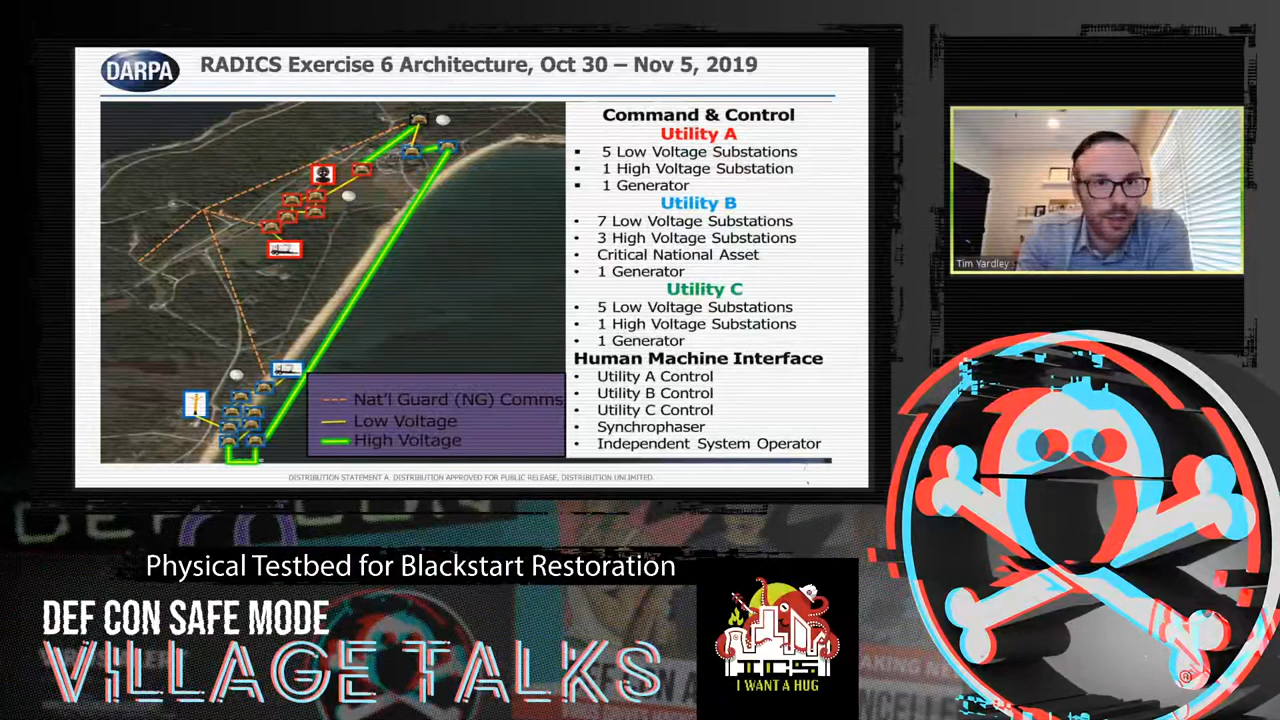 DARPA
RADICS Exercise 6 Architecture, Oct 30 – Nov 5, 2019
Command & Control
Utility A
▪ 5 Low Voltage Substations
▪ 1 High Voltage Substation
▪ 1 Generator
Utility B
• 7 Low Voltage Substations
• 3 High Voltage Substations
• Critical National Asset
• 1 Generator
Utility C
• 5 Low Voltage Substations
• 1 High Voltage Substations
• 1 Generator
Human Machine Interface
• Utility A Control
• Utility B Control
• Utility C Control
• Synchrophaser
• Independent System Operator
Nat'l Guard (NG) Comms
Low Voltage
High Voltage
DISTRIBUTION STATEMENT A. DISTRIBUTION APPROVED FOR PUBLIC RELEASE, DISTRIBUTION UNLIMITED.
Tim Yardley
Physical Testbed for Blackstart Restoration
DEF CON SAFE MODE
VILLAGE TALKS
ICS
I WANT A HUG